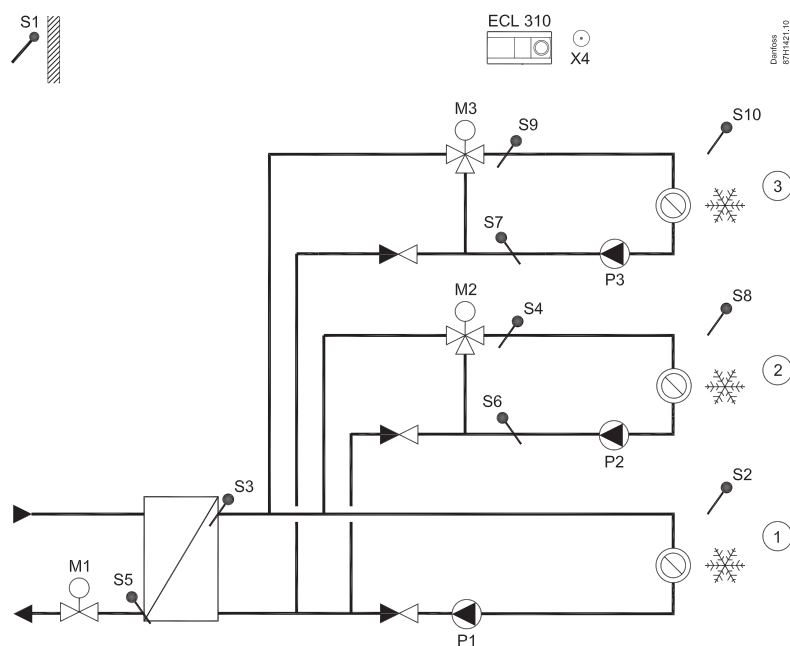 S1
ECL 310
X4
Danfoss
87H1421.10
M3
S9
S10
3
S7
P3
M2
S4
S8
2
S6
P2
S3
S2
1
M1
S5
P1